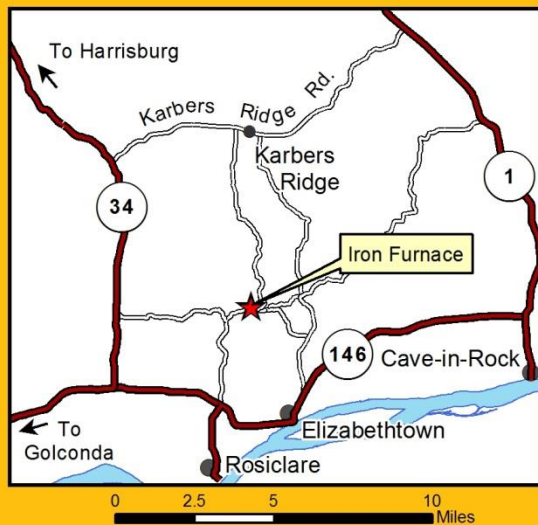 To Harrisburg
Karbers Ridge Rd.
Karbers
Ridge
1
34
Iron Furnace
146
Cave-in-Rock
Elizabethtown
To
Golconda
Rosiclare
0 2.5 5 10
Miles